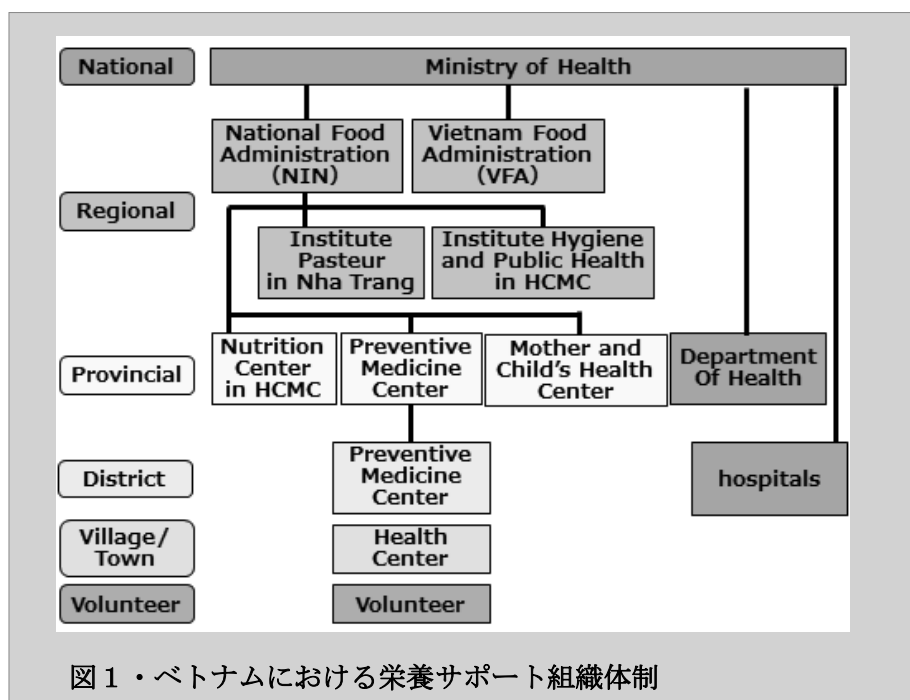 National
Ministry of Health
National Food
Administration
(NIN)
Vietnam Food
Administration
(VFA)
Regional
Institute
Pasteur
in Nha Trang
Institute Hygiene
and Public Health
in HCMC
Provincial
Nutrition
Center
in HCMC
Preventive
Medicine
Center
Mother and
Child's Health
Center
Department
Of Health
District
Preventive
Medicine
Center
hospitals
Village/
Town
Health
Center
Volunteer
Volunteer
図1・ベトナムにおける栄養サポート組織体制